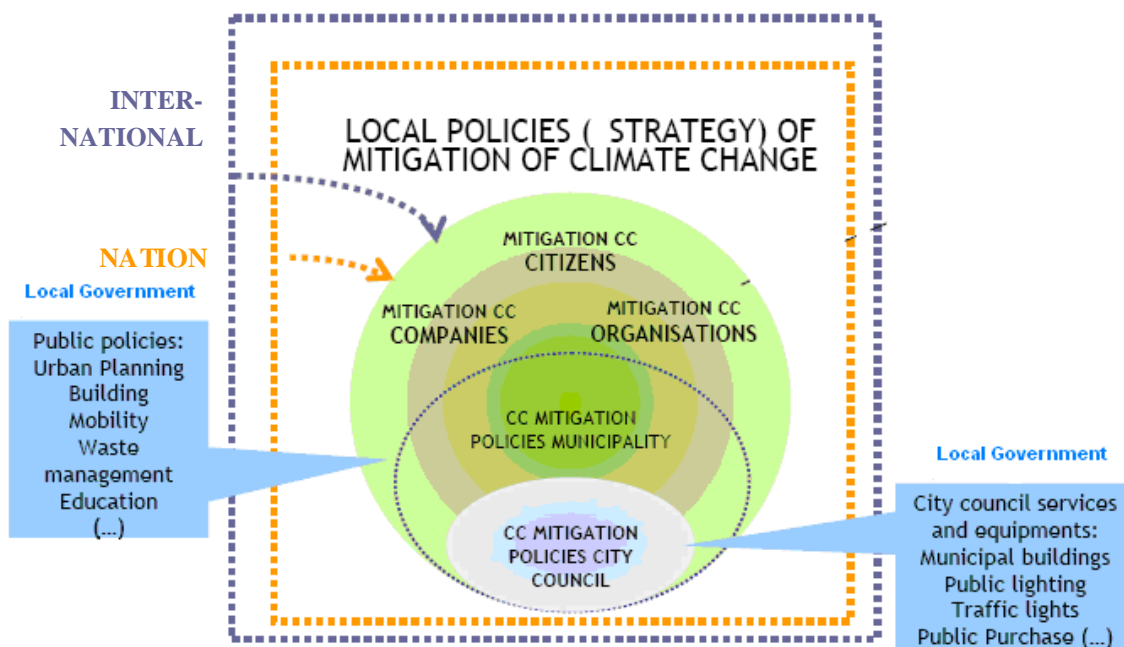 INTER-
NATIONAL
LOCAL POLICIES ( STRATEGY) OF
MITIGATION OF CLIMATE CHANGE
NATION
MITIGATION CC
CITIZENS
MITIGATION CC
COMPANIES
MITIGATION CC
ORGANISATIONS
Local Government
Public policies:
Urban Planning
Building
Mobility
Waste
management
Education
(...)
CC MITIGATION
POLICIES MUNICIPALITY
CC MITIGATION
POLICIES CITY
COUNCIL
Local Government
City council services
and equipments:
Municipal buildings
Public lighting
Traffic lights
Public Purchase (...)